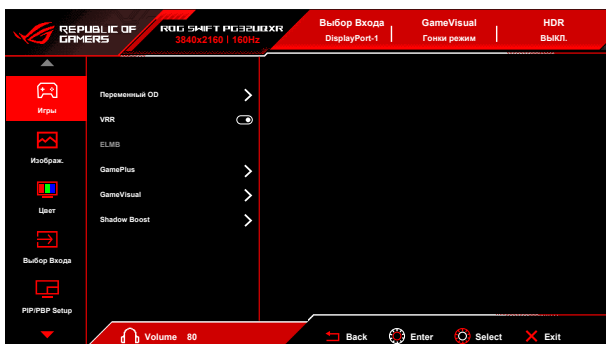 REPUBLIC OF
GAMERS
ROG SWIFT PG32UQXR
3840x2160 | 160Hz
Выбор Входа
DisplayPort-1
GameVisual
Гонки режим
HDR
ВЫКЛ.
Игры
Изображ.
Цвет
Выбор Входа
PIP/PBP Setup
Переменный OD
VRR
ELMB
GamePlus
GameVisual
Shadow Boost
Volume 80
Back
Enter
Select
Exit